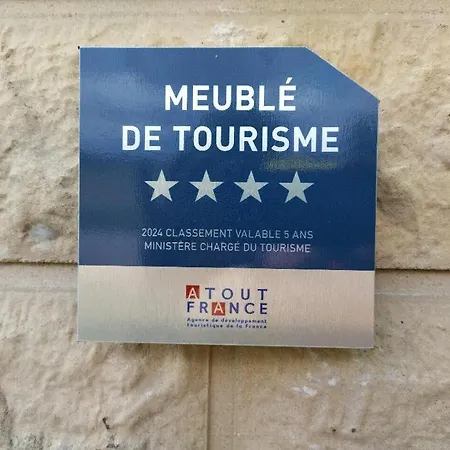 MEUBLÉ
DE TOURISME
2024 CLASSEMENT VALABLE 5 ANS
MINISTÈRE CHARGÉ DU TOURISME
ATOUT
FRANCE
Agence de développement
touristique de la France